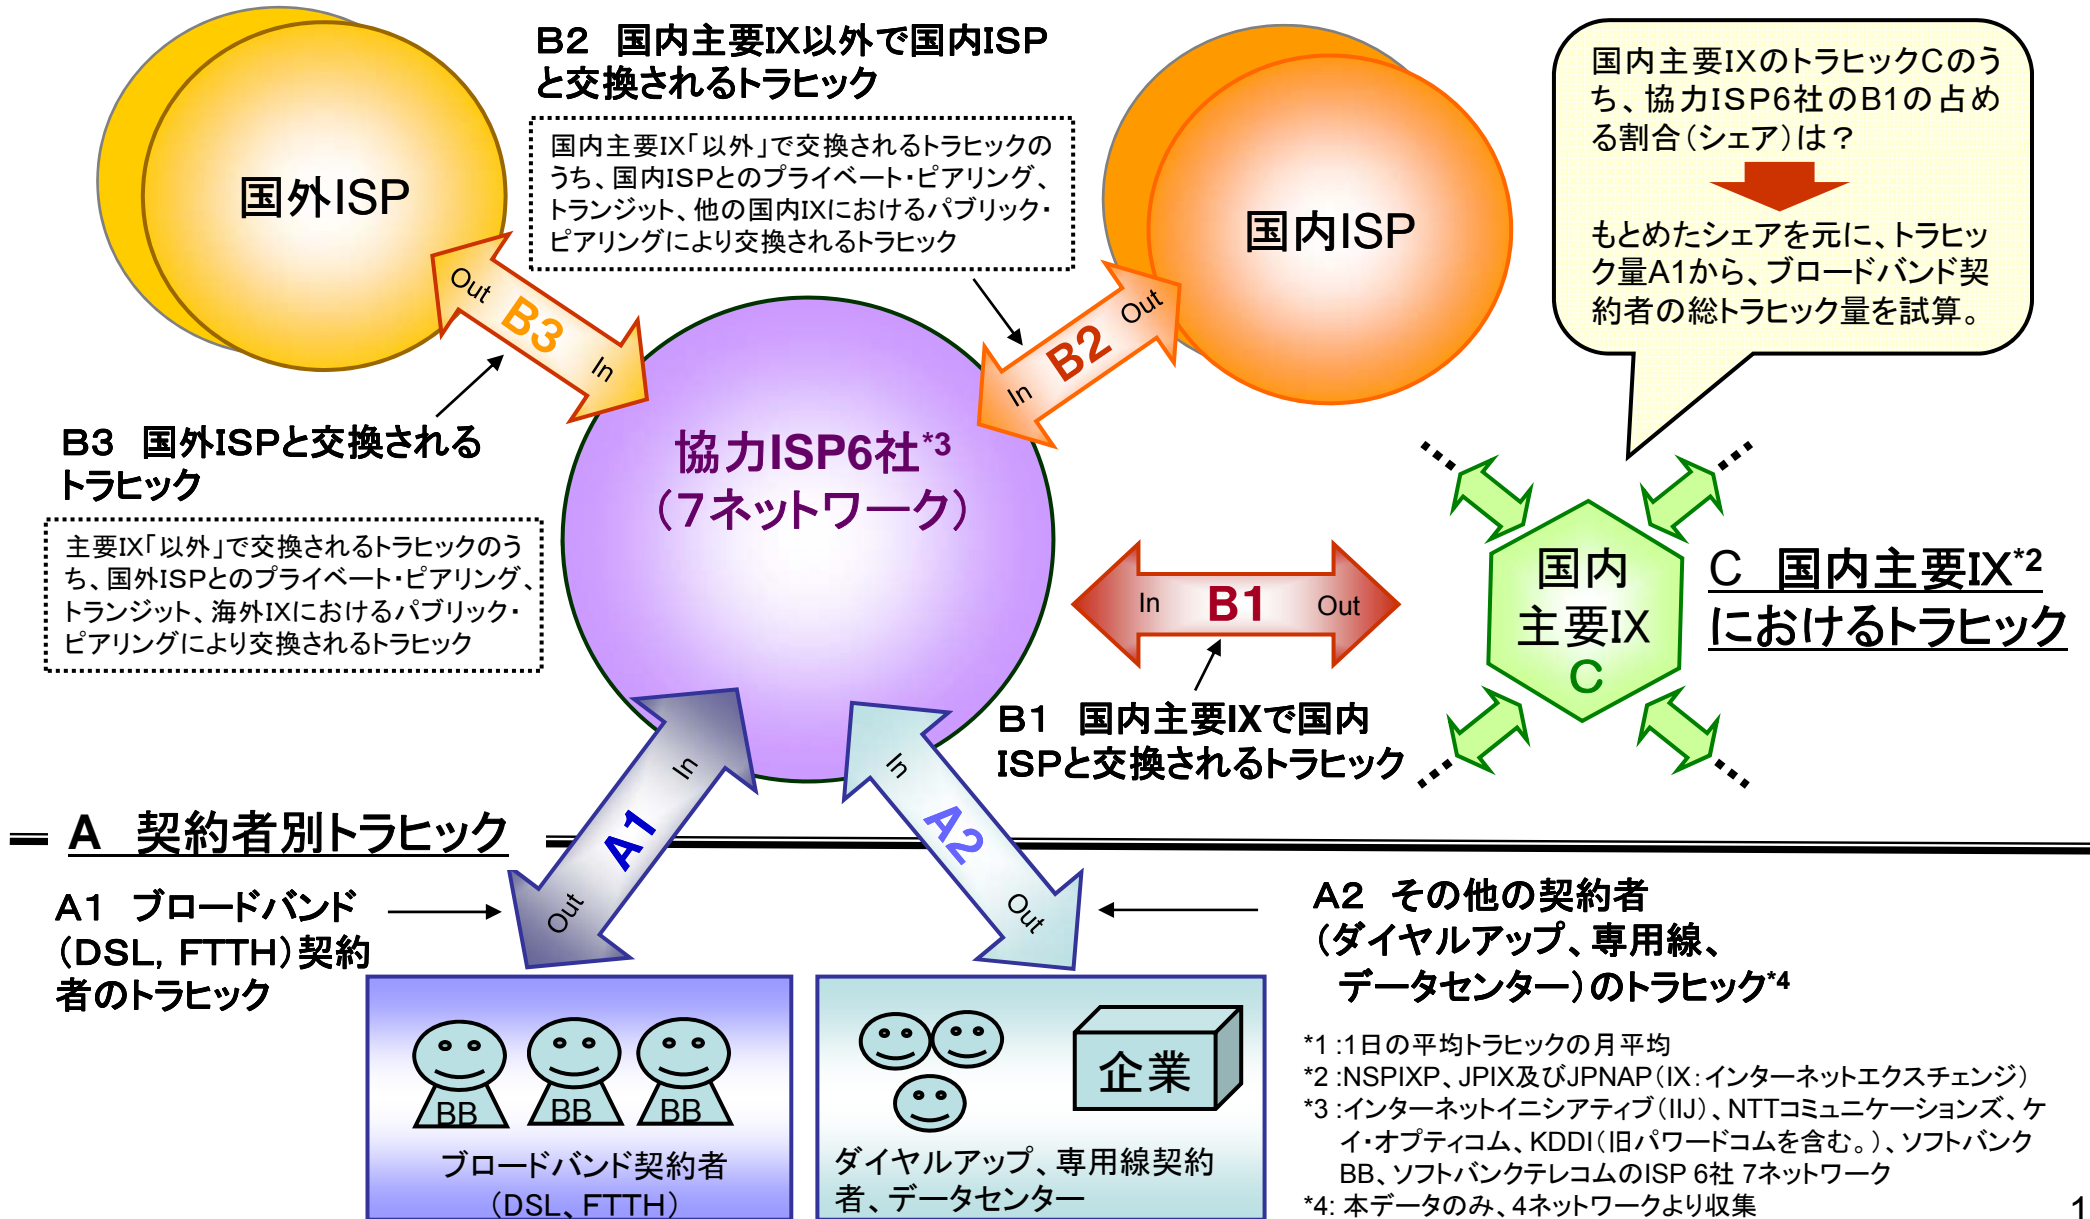 B2　国内主要IX以外で国内ISP
と交換されるトラヒック
国内主要IX「以外」で交換されるトラヒックの
うち、国内ISPとのプライベート・ピアリング、
トランジット、他の国内IXにおけるパブリック・
ピアリングにより交換されるトラヒック
国内主要IXのトラヒックCのう
ち、協力ISP6社のB1の占め
る割合（シェア）は？
もとめたシェアを元に、トラヒッ
ク量A1から、ブロードバンド契
約者の総トラヒック量を試算。
国外ISP
国内ISP
Out
B3
In
In
B2
Out
B3　国外ISPと交換される
トラヒック
主要IX「以外」で交換されるトラヒックのう
ち、国外ISPとのプライベート・ピアリング、
トランジット、海外IXにおけるパブリック・
ピアリングにより交換されるトラヒック
協力ISP6社*3
（7ネットワーク）
In
B1
Out
国内
主要IX
C
C　国内主要IX*2
におけるトラヒック
B1　国内主要IXで国内
ISPと交換されるトラヒック
In
A1
Out
In
A2
Out
A　契約者別トラヒック
A1　ブロードバンド
（DSL, FTTH）契約
者のトラヒック
A2　その他の契約者
（ダイヤルアップ、専用線、
データセンター）のトラヒック*4
BB
BB
BB
ブロードバンド契約者
（DSL、FTTH）
企業
ダイヤルアップ、専用線契約
者、データセンター
*1 :1日の平均トラヒックの月平均
*2 :NSPIXP、JPIX及びJPNAP（IX：インターネットエクスチェンジ）
*3 :インターネットイニシアティブ（IIJ）、NTTコミュニケーションズ、ケ
イ・オプティコム、KDDI（旧パワードコムを含む。）、ソフトバンク
BB、ソフトバンクテレコムのISP 6社 7ネットワーク
*4: 本データのみ、4ネットワークより収集
1